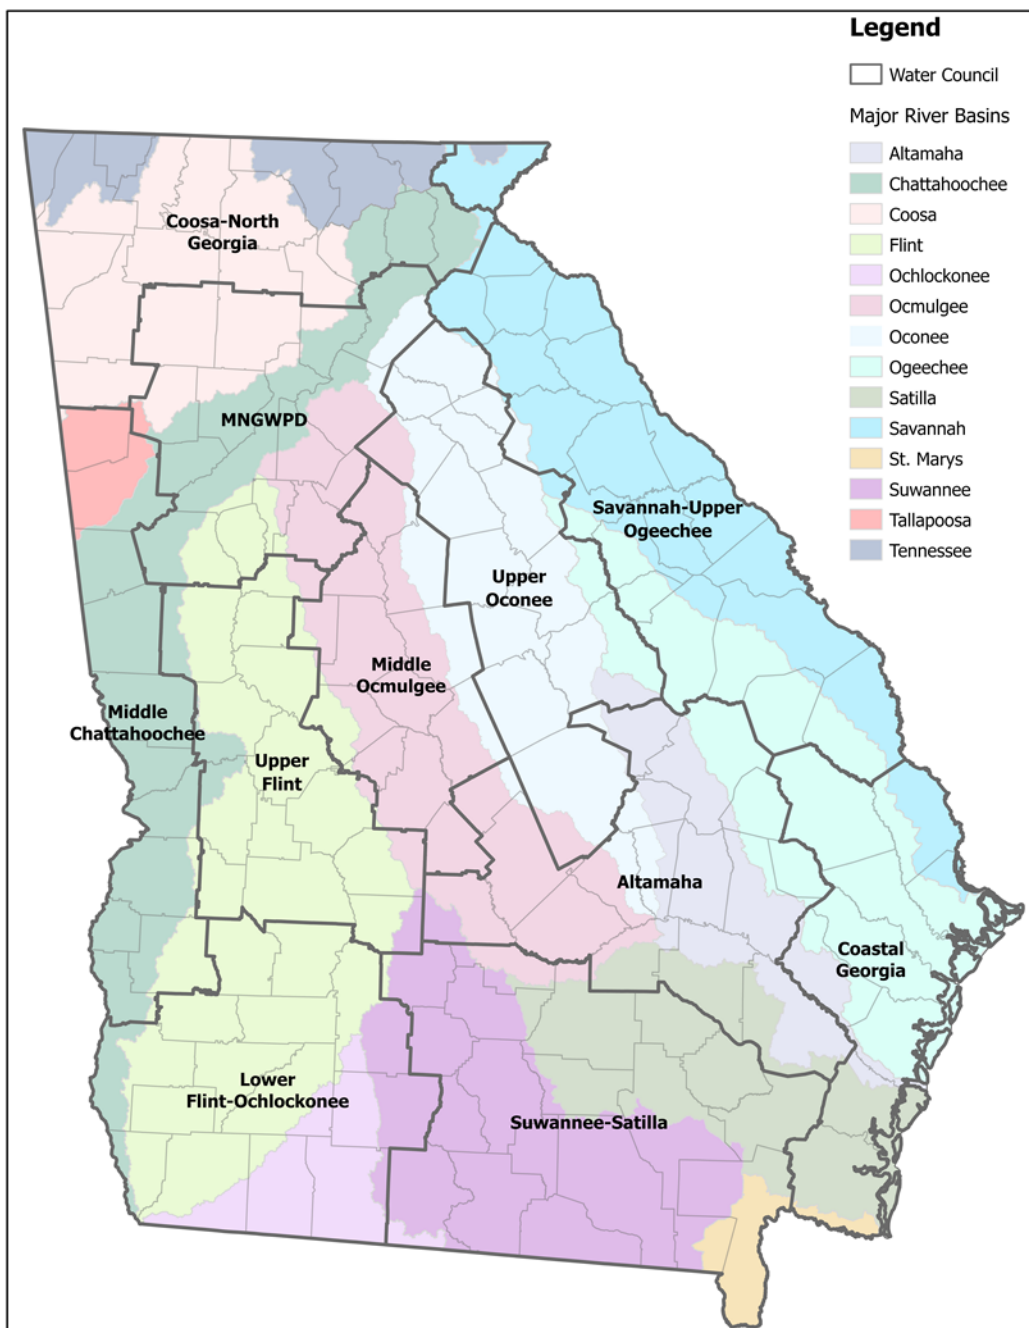 Legend
Water Council
Major River Basins
Altamaha
Chattahoochee
Coosa
Flint
Ochlockonee
Ocmulgee
Oconee
Ogeechee
Satilla
Savannah
St. Marys
Suwannee
Tallapoosa
Tennessee
Coosa-North
Georgia
MNGWPD
Savannah-Upper
Ogeechee
Upper
Oconee
Middle
Ocmulgee
Middle
Chattahoochee
Upper
Flint
Altamaha
Coastal
Georgia
Lower
Flint-Ochlockonee
Suwannee-Satilla